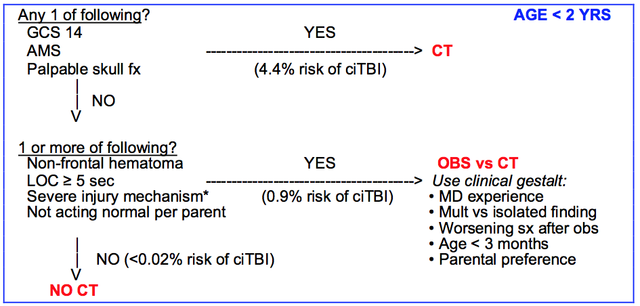 Any 1 of following?
AGE < 2 YRS
GCS 14
YES
AMS
CT
Palpable skull fx
(4.4% risk of ciTBI)
NO
1 or more of following?
Non-frontal hematoma
YES
OBS vs CT
LOC ≥ 5 sec
Use clinical gestalt:
Severe injury mechanism*
(0.9% risk of ciTBI)
• MD experience
Not acting normal per parent
• Mult vs isolated finding
• Worsening sx after obs
• Age < 3 months
NO (<0.02% risk of ciTBI)
• Parental preference
NO CT